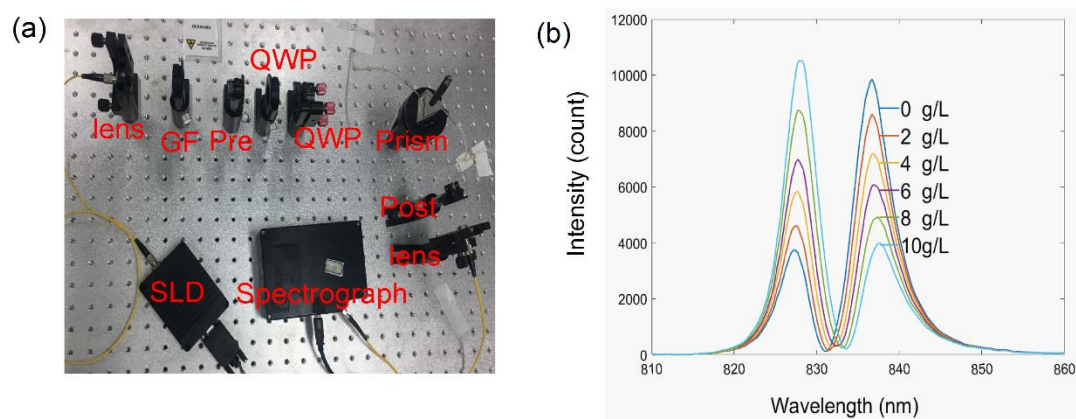 (a)
QWP
lens
GF Pre
QWP
Prism
Post
lens
SLD
Spectrograph
(b)
Intensity (count)
12000
10000
8000
6000
4000
2000
0
810 820 830 840 850 860
Wavelength (nm)
0 g/L
2 g/L
4 g/L
6 g/L
8 g/L
10g/L